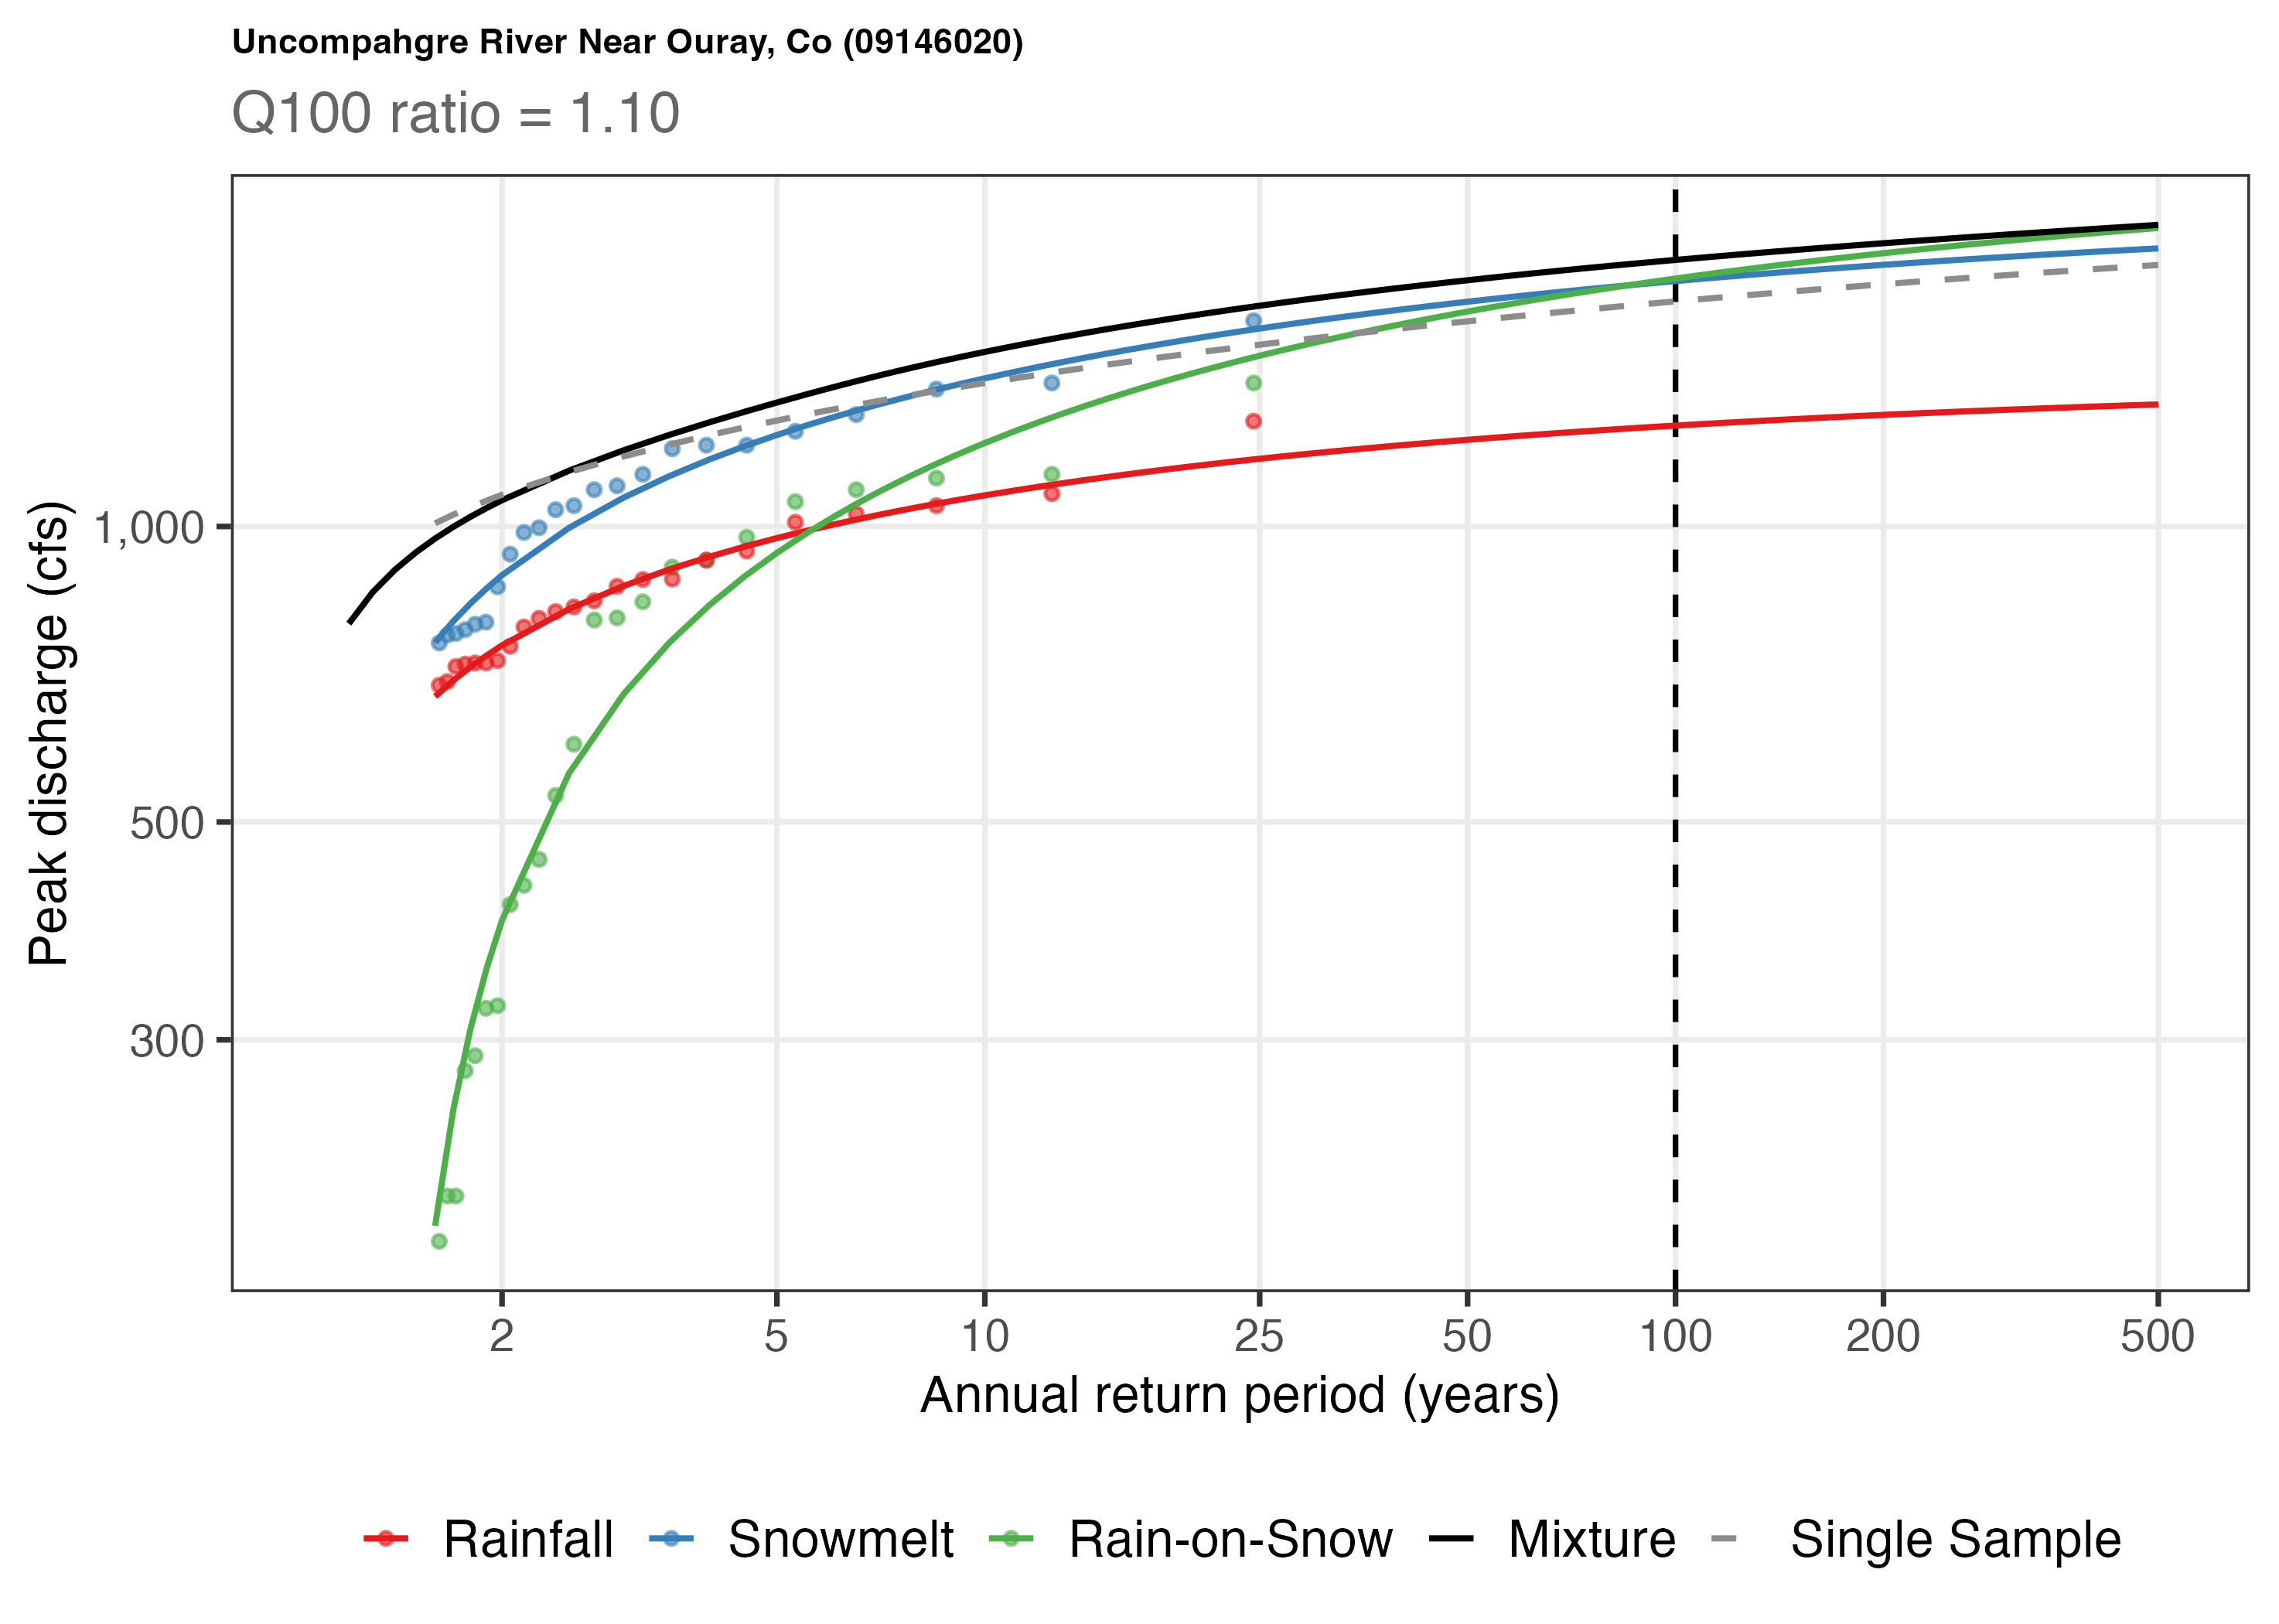 Uncompahgre River Near Ouray, Co (09146020)
Q100 ratio = 1.10
Peak discharge (cfs)
1,000
500
300
2 5 10 25 50 100 200 500
Annual return period (years)
Rainfall Snowmelt Rain-on-Snow Mixture Single Sample